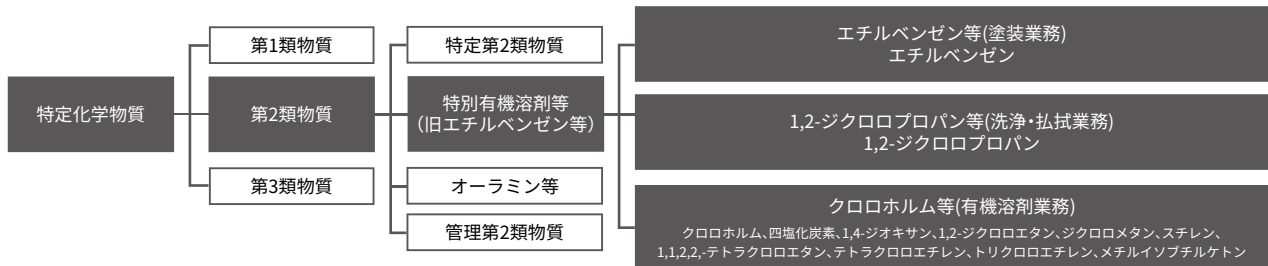 特定化学物質
第1類物質
第2類物質
第3類物質
特定第2類物質
特別有機溶剤等
(旧エチルベンゼン等)
オーラミン等
管理第2類物質
エチルベンゼン等(塗装業務)
エチルベンゼン
1,2-ジクロロプロパン等(洗浄・払拭業務)
1,2-ジクロロプロパン
クロロホルム等(有機溶剤業務)
クロロホルム、四塩化炭素、1,4-ジオキサン、1,2-ジクロロエタン、ジクロロメタン、スチレン、
1,1,2,2,-テトラクロロエタン、テトラクロロエチレン、トリクロロエチレン、メチルイソブチルケトン